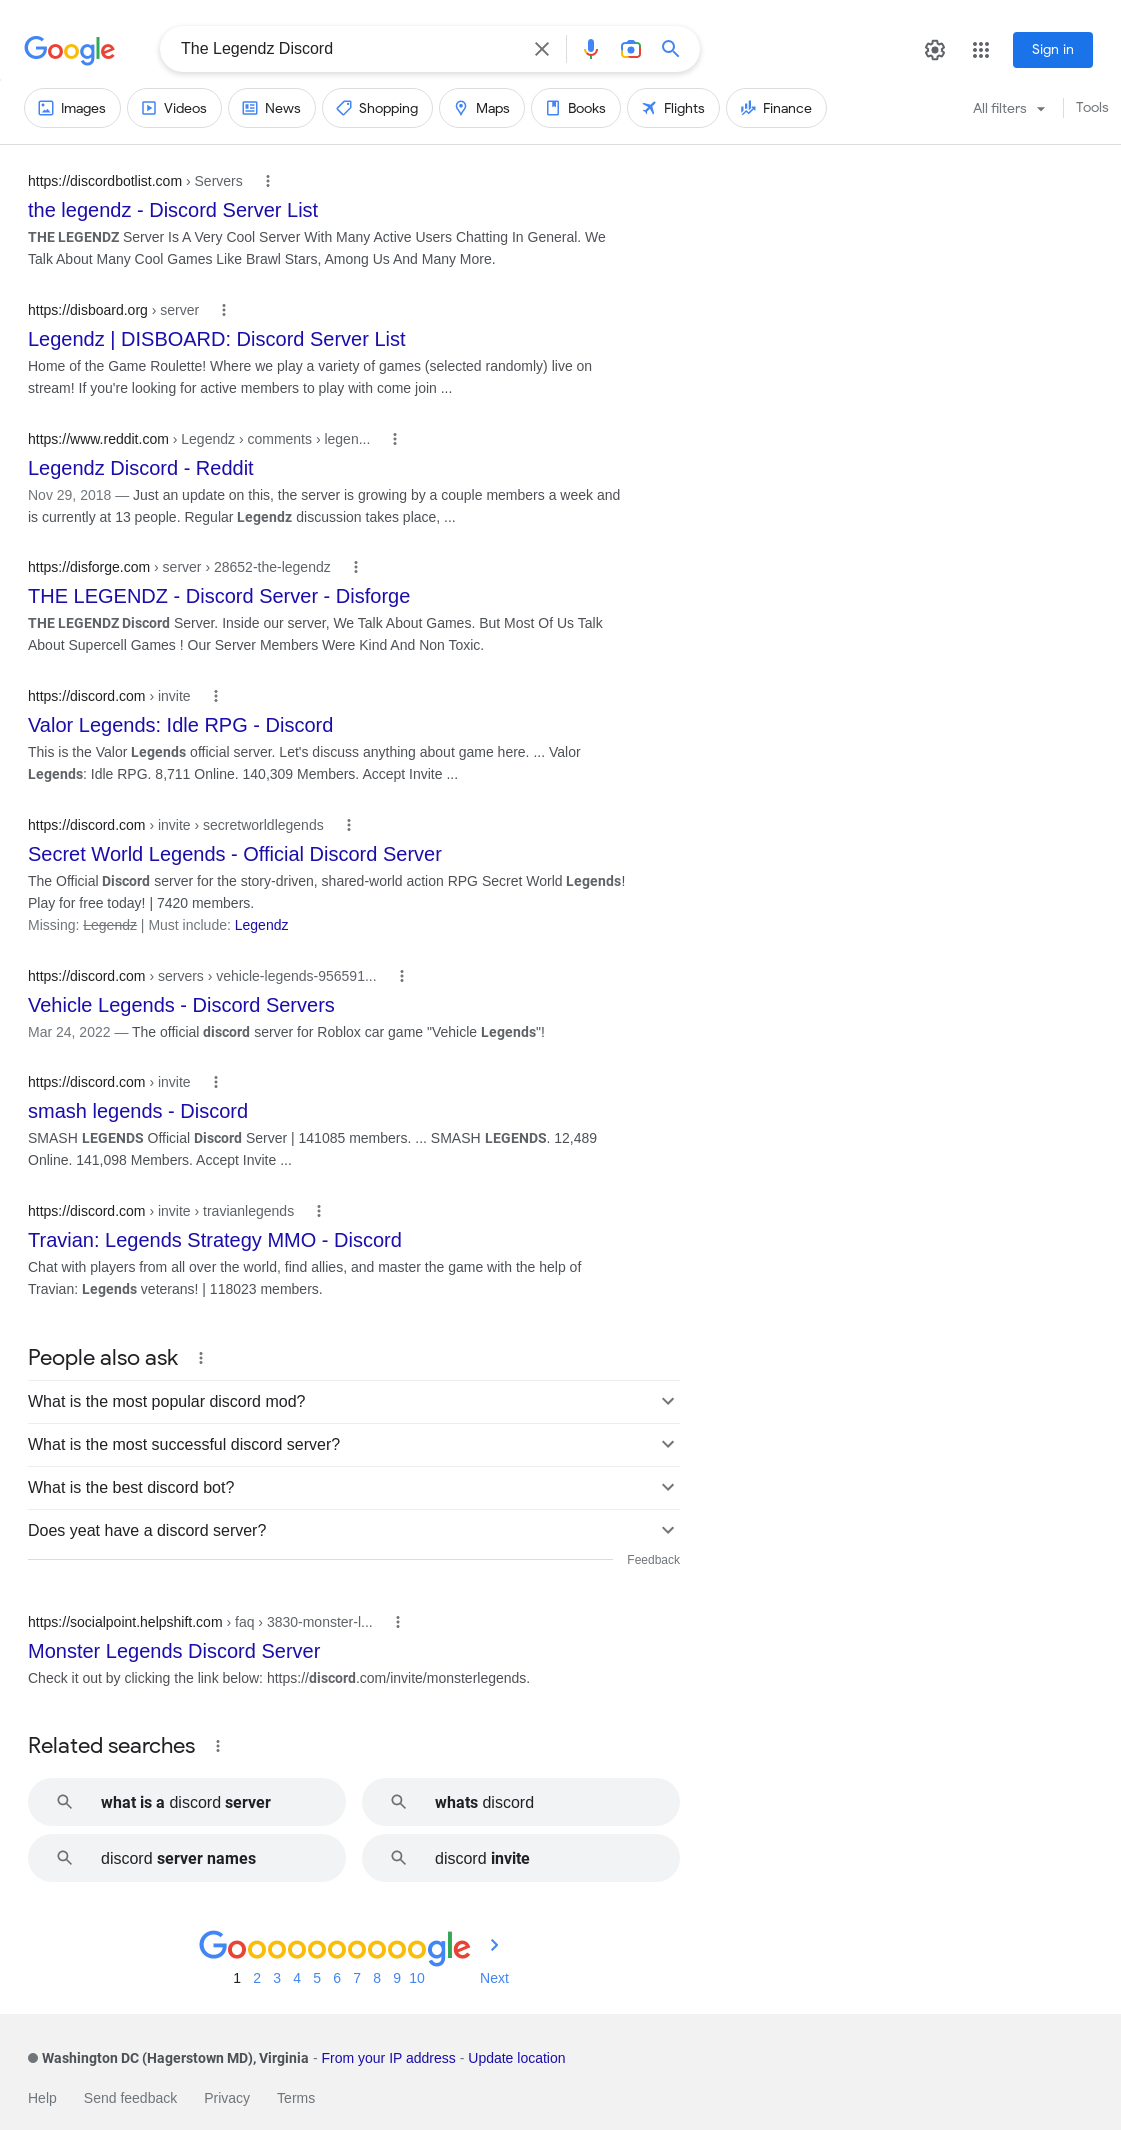 Google
The Legendz Discord
Sign in
Images
Videos
News
Shopping
Maps
Books
Flights
Finance
All filters
Tools
https://discordbotlist.com › Servers
the legendz - Discord Server List
THE LEGENDZ Server Is A Very Cool Server With Many Active Users Chatting In General. We
Talk About Many Cool Games Like Brawl Stars, Among Us And Many More.
https://disboard.org › server
Legendz | DISBOARD: Discord Server List
Home of the Game Roulette! Where we play a variety of games (selected randomly) live on
stream! If you're looking for active members to play with come join ...
https://www.reddit.com › Legendz › comments › legen...
Legendz Discord - Reddit
Nov 29, 2018 — Just an update on this, the server is growing by a couple members a week and
is currently at 13 people. Regular Legendz discussion takes place, ...
https://disforge.com › server › 28652-the-legendz
THE LEGENDZ - Discord Server - Disforge
THE LEGENDZ Discord Server. Inside our server, We Talk About Games. But Most Of Us Talk
About Supercell Games ! Our Server Members Were Kind And Non Toxic.
https://discord.com › invite
Valor Legends: Idle RPG - Discord
This is the Valor Legends official server. Let's discuss anything about game here. ... Valor
Legends: Idle RPG. 8,711 Online. 140,309 Members. Accept Invite ...
https://discord.com › invite › secretworldlegends
Secret World Legends - Official Discord Server
The Official Discord server for the story-driven, shared-world action RPG Secret World Legends!
Play for free today! | 7420 members.
Missing: Legendz | Must include: Legendz
https://discord.com › servers › vehicle-legends-956591...
Vehicle Legends - Discord Servers
Mar 24, 2022 — The official discord server for Roblox car game "Vehicle Legends"!
https://discord.com › invite
smash legends - Discord
SMASH LEGENDS Official Discord Server | 141085 members. ... SMASH LEGENDS. 12,489
Online. 141,098 Members. Accept Invite ...
https://discord.com › invite › travianlegends
Travian: Legends Strategy MMO - Discord
Chat with players from all over the world, find allies, and master the game with the help of
Travian: Legends veterans! | 118023 members.
People also ask
What is the most popular discord mod?
What is the most successful discord server?
What is the best discord bot?
Does yeat have a discord server?
Feedback
https://socialpoint.helpshift.com › faq › 3830-monster-l...
Monster Legends Discord Server
Check it out by clicking the link below: https://discord.com/invite/monsterlegends.
Related searches
what is a discord server
whats discord
discord server names
discord invite
Goooooooooogle
1 2 3 4 5 6 7 8 9 10 Next
Washington DC (Hagerstown MD), Virginia - From your IP address - Update location
Help Send feedback Privacy Terms